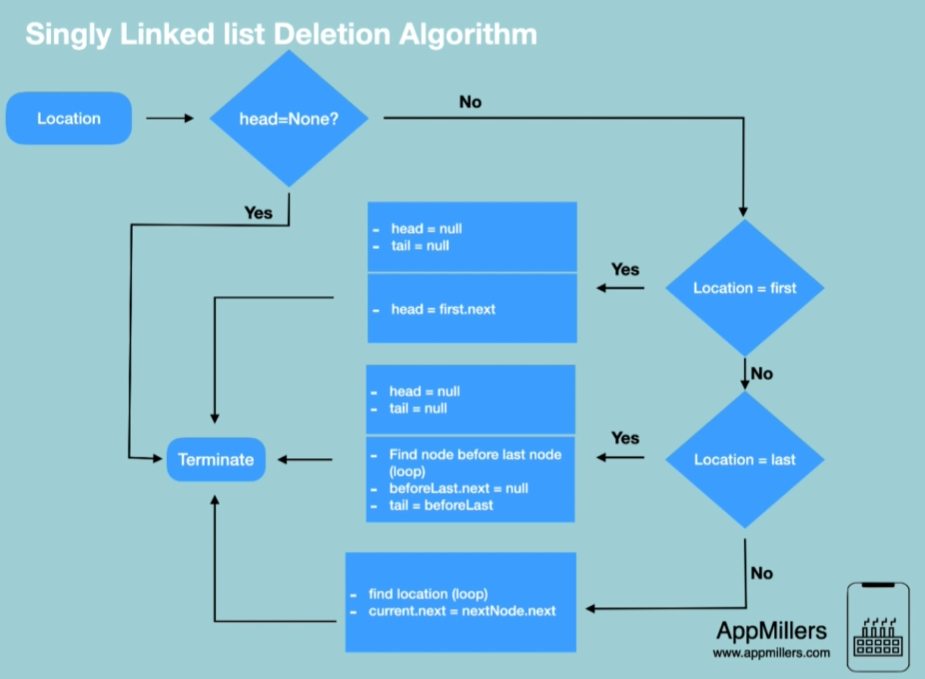 Singly Linked list Deletion Algorithm
Location
head=None?
No
Yes
- head = null
- tail = null
- head = first.next
Yes
Location = first
No
- head = null
- tail = null
- Find node before last node
(loop)
- beforeLast.next = null
- tail = beforeLast
Yes
Location = last
Terminate
No
- find location (loop)
- current.next = nextNode.next
AppMillers
www.appmillers.com